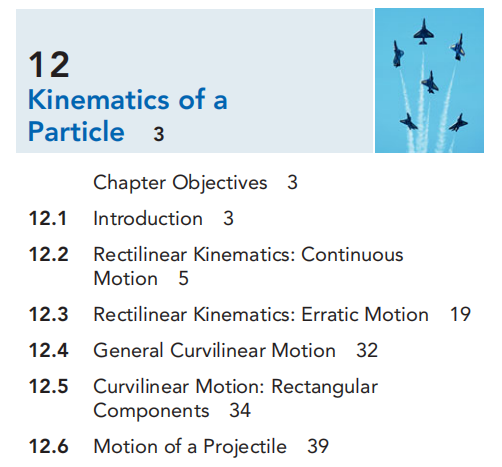 12
Kinematics of a
Particle 3
Chapter Objectives 3
12.1 Introduction 3
12.2 Rectilinear Kinematics: Continuous
Motion 5
12.3 Rectilinear Kinematics: Erratic Motion 19
12.4 General Curvilinear Motion 32
12.5 Curvilinear Motion: Rectangular
Components 34
12.6 Motion of a Projectile 39